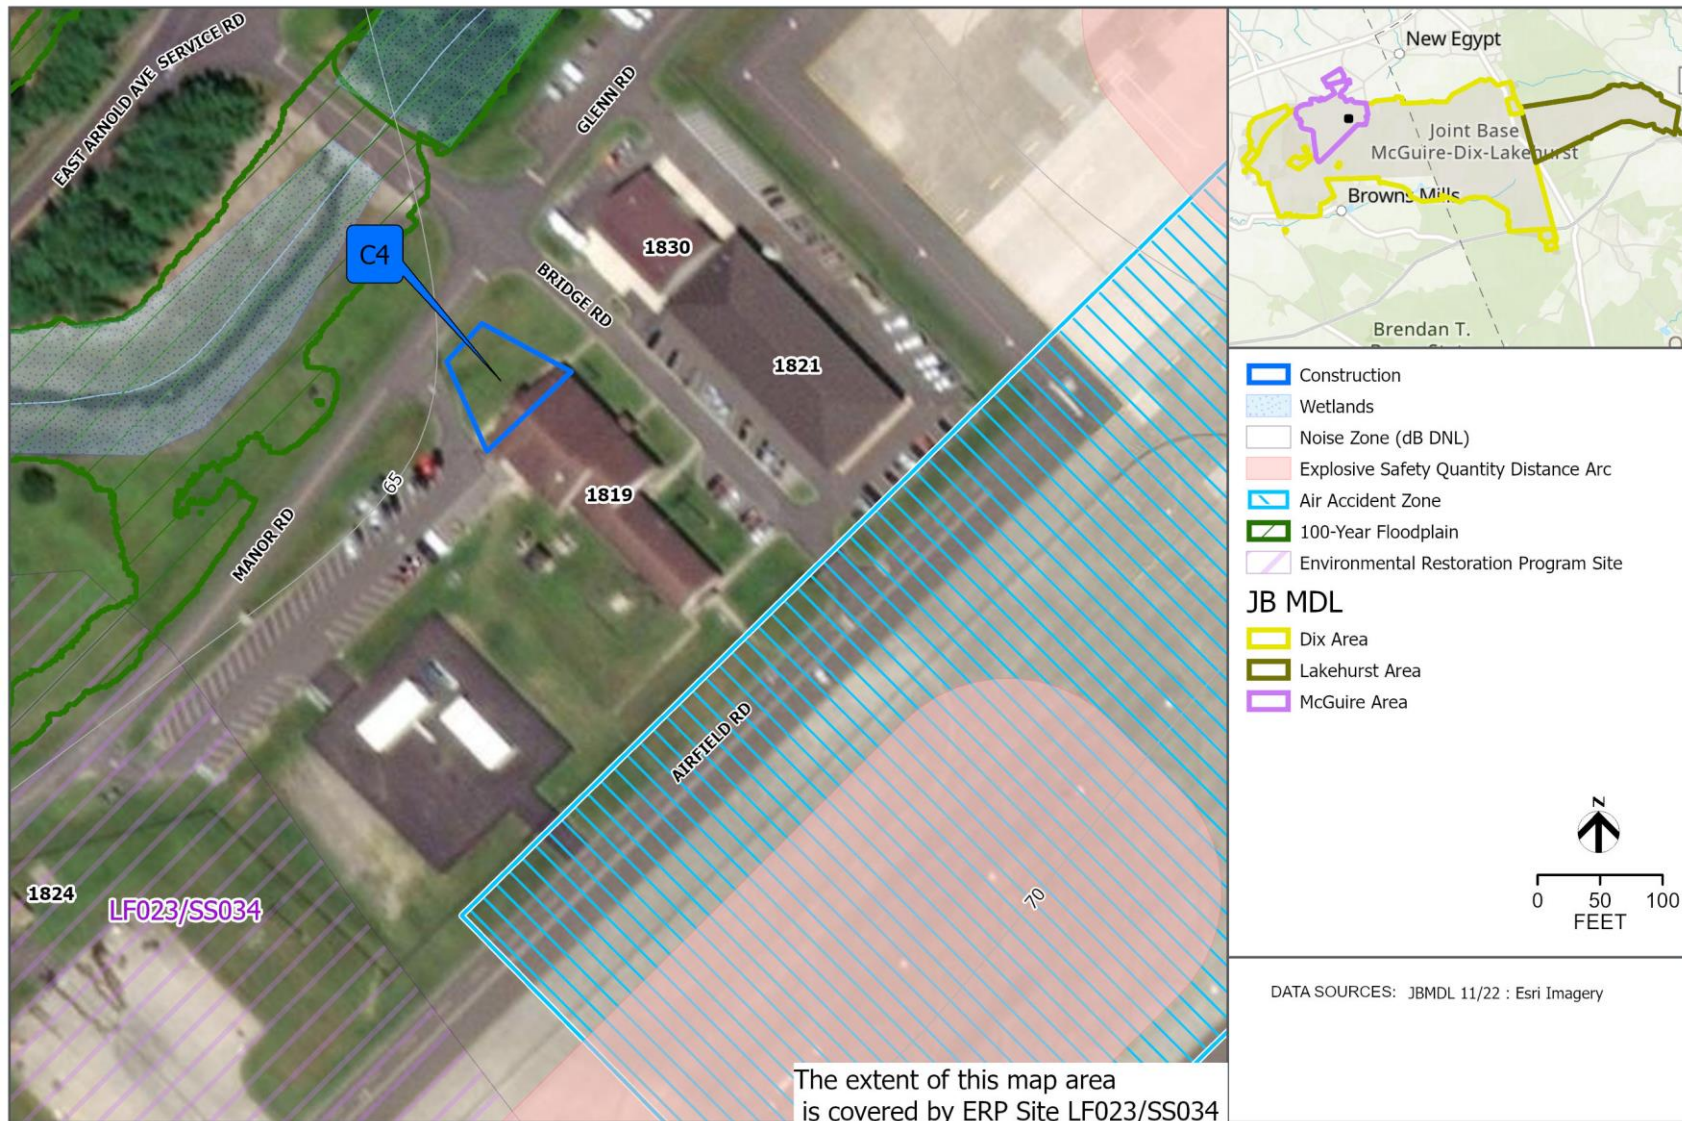 EAST ARNOLD AVE SERVICE RD
GLENN RD
C4
BRIDGE RD
1830
1821
1819
65
MANOR RD
AIRFIELD RD
70
1824
LF023/SS034
The extent of this map area
is covered by ERP Site LF023/SS034
New Egypt
Joint Base
McGuire-Dix-Lakehurst
Browns Mills
Brendan T.
Construction
Wetlands
Noise Zone (dB DNL)
Explosive Safety Quantity Distance Arc
Air Accident Zone
100-Year Floodplain
Environmental Restoration Program Site
JB MDL
Dix Area
Lakehurst Area
McGuire Area
N
0 50 100
FEET
DATA SOURCES: JBMDL 11/22 : Esri Imagery